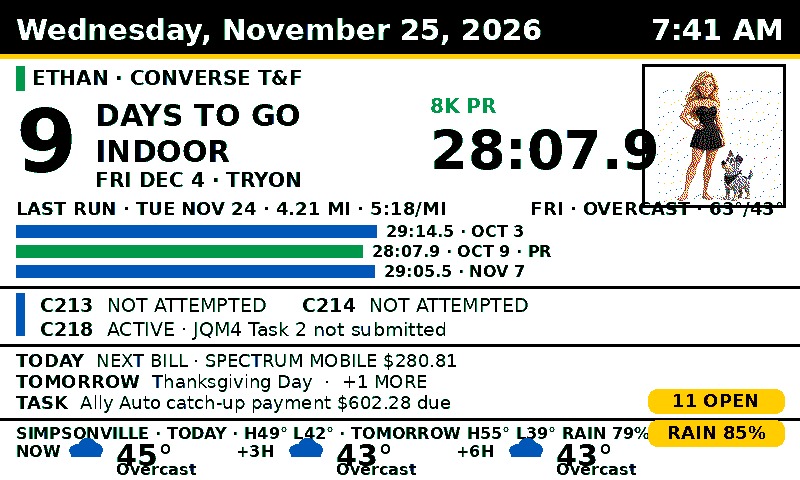 Wednesday, November 25, 2026 7:41 AM
ETHAN · CONVERSE T&F
9 DAYS TO GO
INDOOR
FRI DEC 4 · TRYON
8K PR
28:07.9
LAST RUN · TUE NOV 24 · 4.21 MI · 5:18/MI FRI · OVERCAST · 63°/43°
29:14.5 · OCT 3
28:07.9 · OCT 9 · PR
29:05.5 · NOV 7
C213 NOT ATTEMPTED C214 NOT ATTEMPTED
C218 ACTIVE · JQM4 Task 2 not submitted
TODAY NEXT BILL · SPECTRUM MOBILE $280.81
TOMORROW Thanksgiving Day · +1 MORE
TASK Ally Auto catch-up payment $602.28 due 11 OPEN
SIMPSONVILLE · TODAY · H49° L42° · TOMORROW H55° L39° RAIN 79% RAIN 85%
NOW 45° +3H 43° +6H 43°
Overcast Overcast Overcast